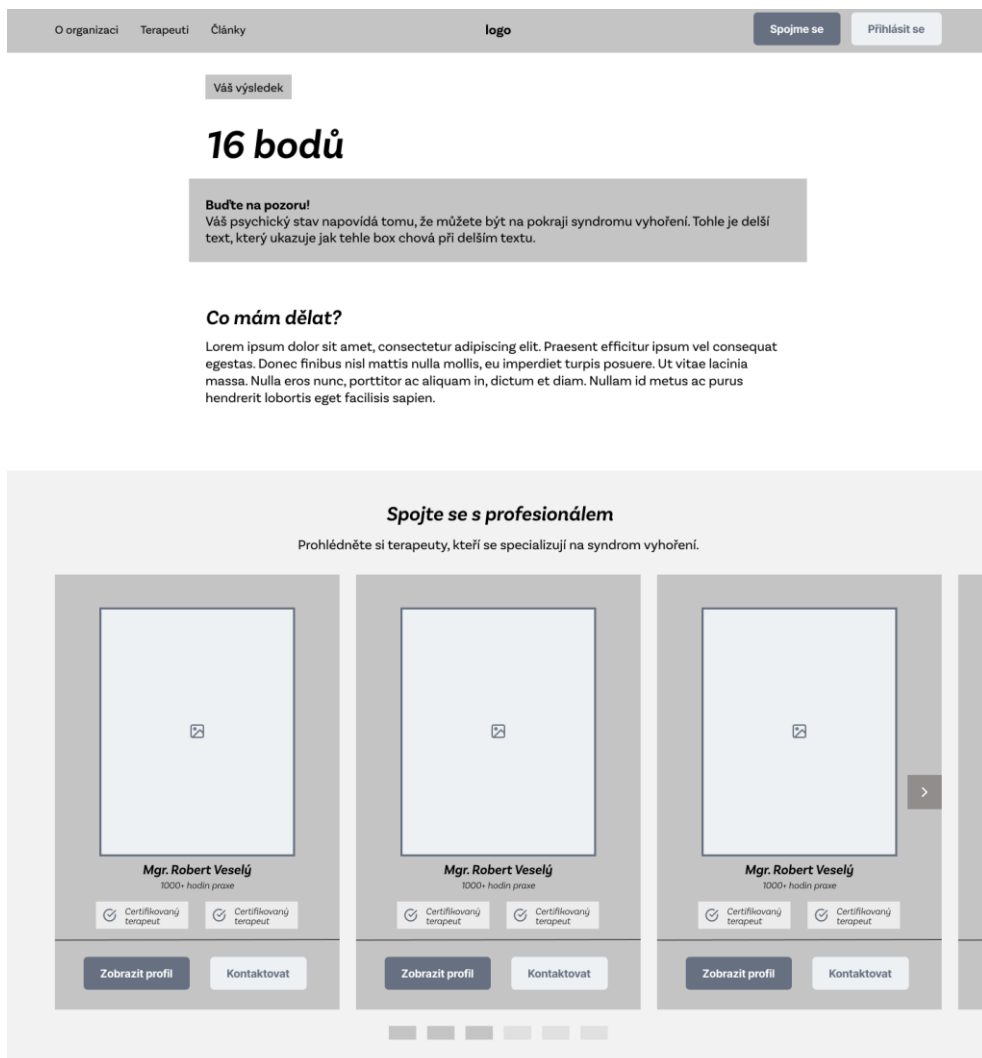 O organizaci Terapeuti Články logo Spojme se Přihlásit se
Váš výsledek
16 bodů
Buďte na pozoru!
Váš psychický stav napovídá tomu, že můžete být na pokraji syndromu vyhoření. Tohle je delší
text, který ukazuje jak tehle box chová při delším textu.
Co mám dělat?
Lorem ipsum dolor sit amet, consectetur adipiscing elit. Praesent efficitur ipsum vel consequat
egestas. Donec finibus nisl mattis nulla mollis, eu imperdiet turpis posuere. Ut vitae lacinia
massa. Nulla eros nunc, porttitor ac aliquam in, dictum et diam. Nullam id metus ac purus
hendrerit lobortis eget facilisis sapien.
Spojte se s profesionálem
Prohlédněte si terapeuty, kteří se specializují na syndrom vyhoření.
Mgr. Robert Veselý
1000+ hodin praxe
Certifikovaný
terapeut
Certifikovaný
terapeut
Zobrazit profil Kontaktovat
Mgr. Robert Veselý
1000+ hodin praxe
Certifikovaný
terapeut
Certifikovaný
terapeut
Zobrazit profil Kontaktovat
Mgr. Robert Veselý
1000+ hodin praxe
Certifikovaný
terapeut
Certifikovaný
terapeut
Zobrazit profil Kontaktovat